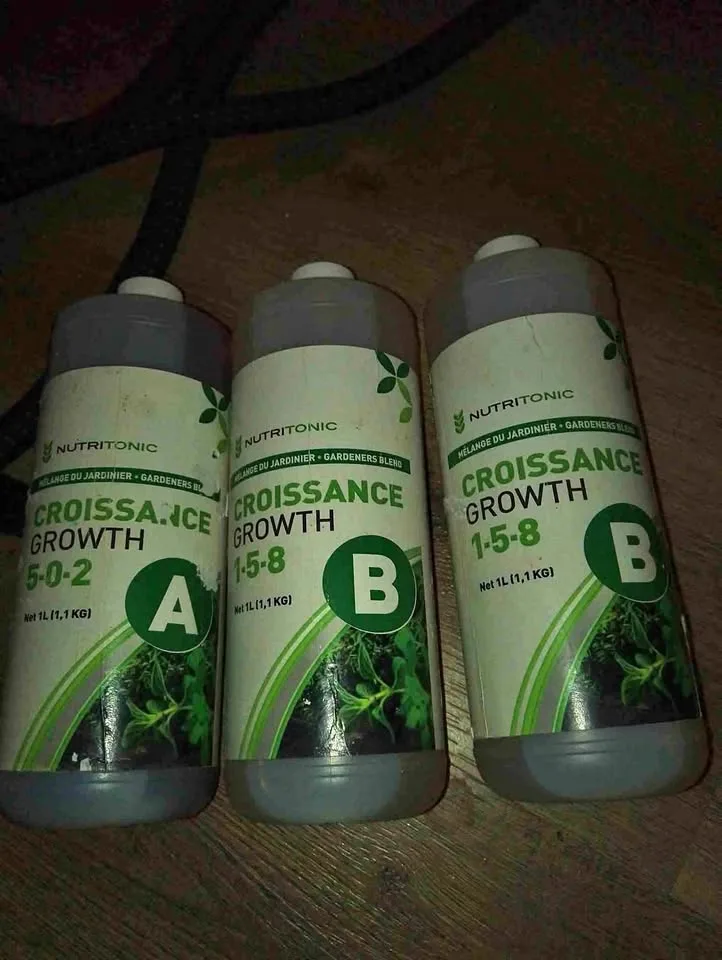 NUTRITONIC
MÉLANGE DU JARDINIER • GARDENERS BL
CROISSANCE
GROWTH
5-0-2
A
Net 1L (1,1 KG)
NUTRITONIC
MÉLANGE DU JARDINIER • GARDENERS BLEND
CROISSANCE
GROWTH
1-5-8
B
Net 1L (1,1 KG)
NUTRITONIC
MÉLANGE DU JARDINIER • GARDENERS BLEND
CROISSANCE
GROWTH
1-5-8
B
Net 1L (1,1 KG)